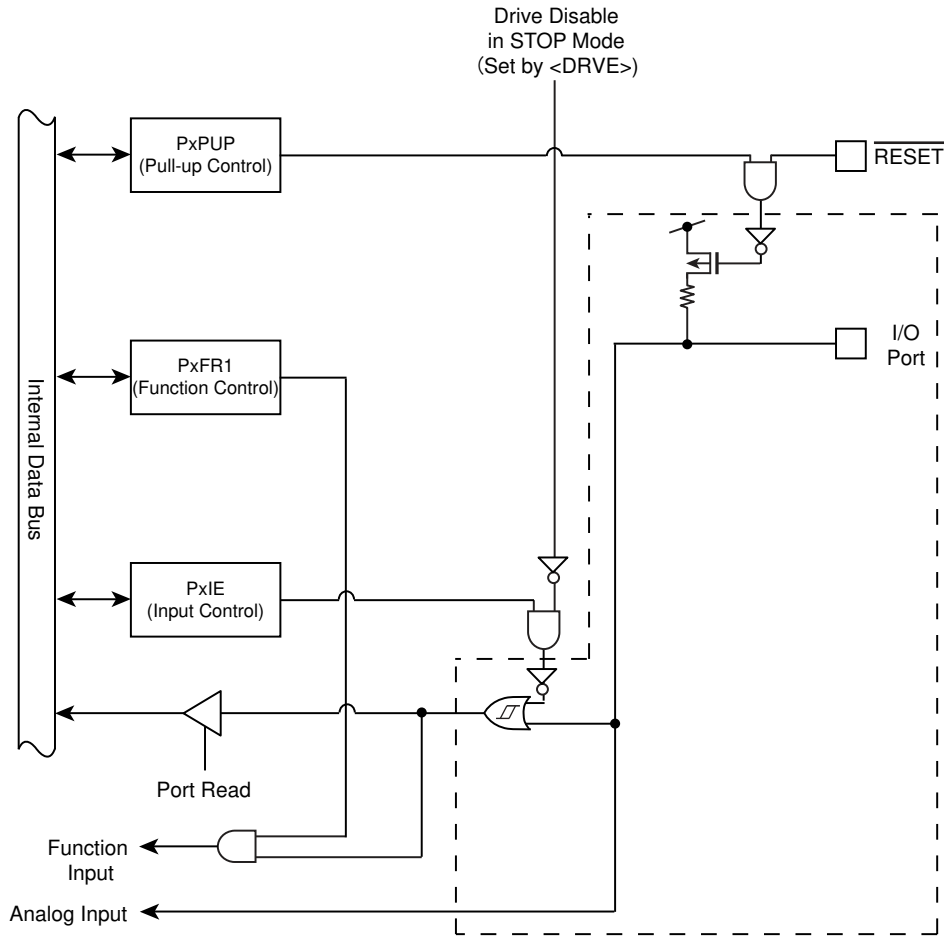 Drive Disable
in STOP Mode
(Set by <DRVE>)
PxPUP
(Pull-up Control)
RESET
I/O
Port
PxFR1
(Function Control)
Internal Data Bus
PxIE
(Input Control)
Port Read
Function
Input
Analog Input